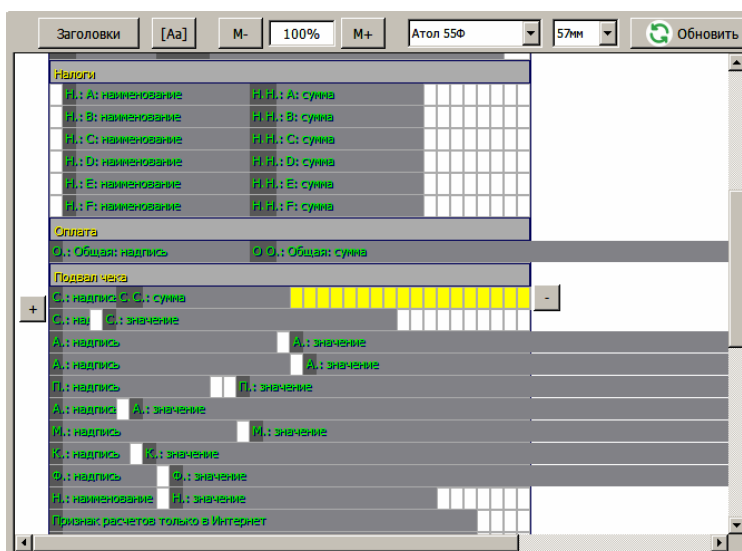 Заголовки [Aa] М- 100% М+ Атол 55Ф 57мм Обновить
Налоги
Н.: A: наименование Н Н.: A: сумма
Н.: B: наименование Н Н.: B: сумма
Н.: C: наименование Н Н.: C: сумма
Н.: D: наименование Н Н.: D: сумма
Н.: E: наименование Н Н.: E: сумма
Н.: F: наименование Н Н.: F: сумма
Оплата
О.: Общая: надпись О О.: Общая: сумма
Подвал чека
С.: надпись С С.: сумма -
+ С.: над С.: значение
А.: надпись А.: значение
А.: надпись А.: значение
П.: надпись П.: значение
А.: надпись А.: значение
М.: надпись М.: значение
К.: надпись К.: значение
Ф.: надпись Ф.: значение
Н.: наименование Н.: значение
Признак расчетов только в Интернет